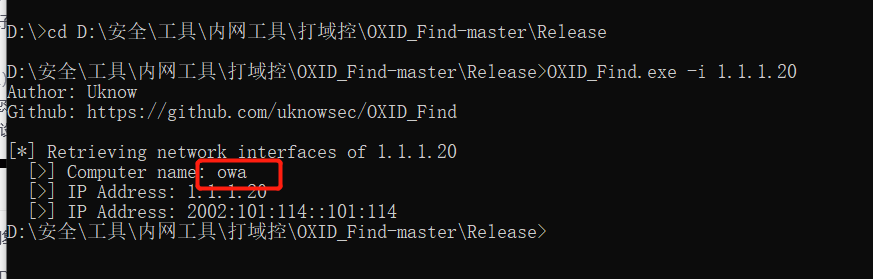 D:\>cd D:\安全\工具\内网工具\打域控\OXID_Find-master\Release
D:\安全\工具\内网工具\打域控\OXID_Find-master\Release>OXID_Find.exe -i 1.1.1.20
Author: Uknow
Github: https://github.com/uknowsec/OXID_Find
[*] Retrieving network interfaces of 1.1.1.20
[>] Computer name: owa
[>] IP Address: 1.1.1.20
[>] IP Address: 2002:101:114::101:114
D:\安全\工具\内网工具\打域控\OXID_Find-master\Release>